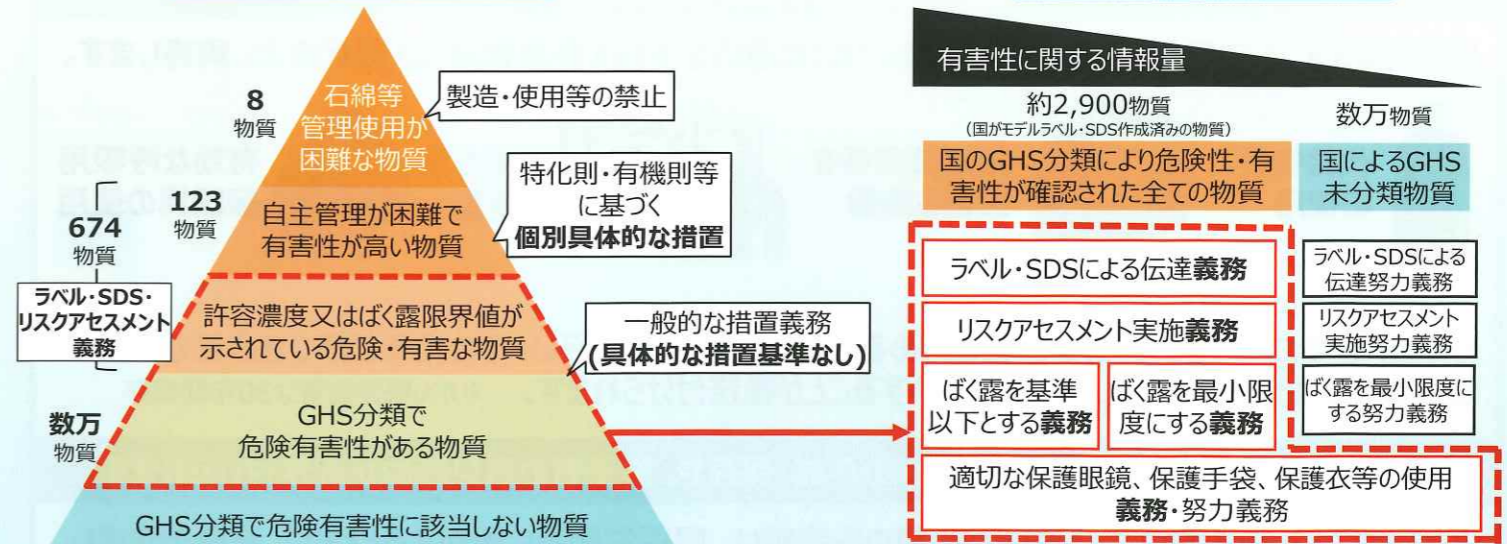 8
物質
石綿等
管理使用が
困難な物質
製造・使用等の禁止
674
物質
123
物質
自主管理が困難で
有害性が高い物質
特化則・有機則等
に基づく
個別具体的な措置
ラベル・SDS・
リスクアセスメント
義務
許容濃度又はばく露限界値が
示されている危険・有害な物質
一般的な措置義務
(具体的な措置基準なし)
数万
物質
GHS分類で
危険有害性がある物質
GHS分類で危険有害性に該当しない物質
有害性に関する情報量
約2,900物質
(国がモデルラベル・SDS作成済みの物質)
数万物質
国のGHS分類により危険性・有
害性が確認された全ての物質
国によるGHS
未分類物質
ラベル・SDSによる伝達義務
ラベル・SDSによる
伝達努力義務
リスクアセスメント実施義務
リスクアセスメント
実施努力義務
ばく露を基準
以下とする義務
ばく露を最小限
度にする義務
ばく露を最小限度に
する努力義務
適切な保護眼鏡、保護手袋、保護衣等の使用
義務・努力義務